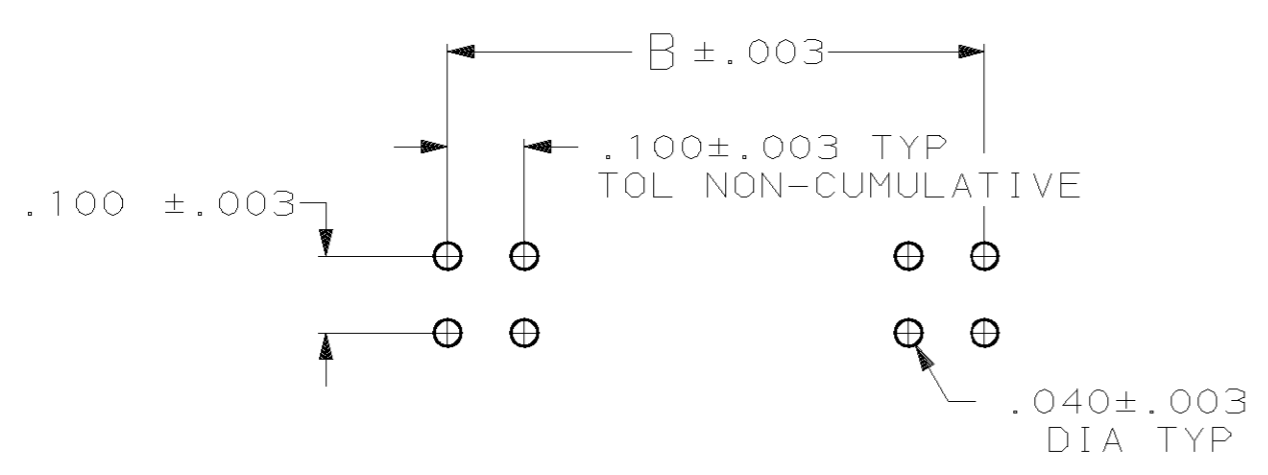 B ±.003
.100±.003 TYP
TOL NON-CUMULATIVE
.100 ±.003
.040±.003
DIA TYP